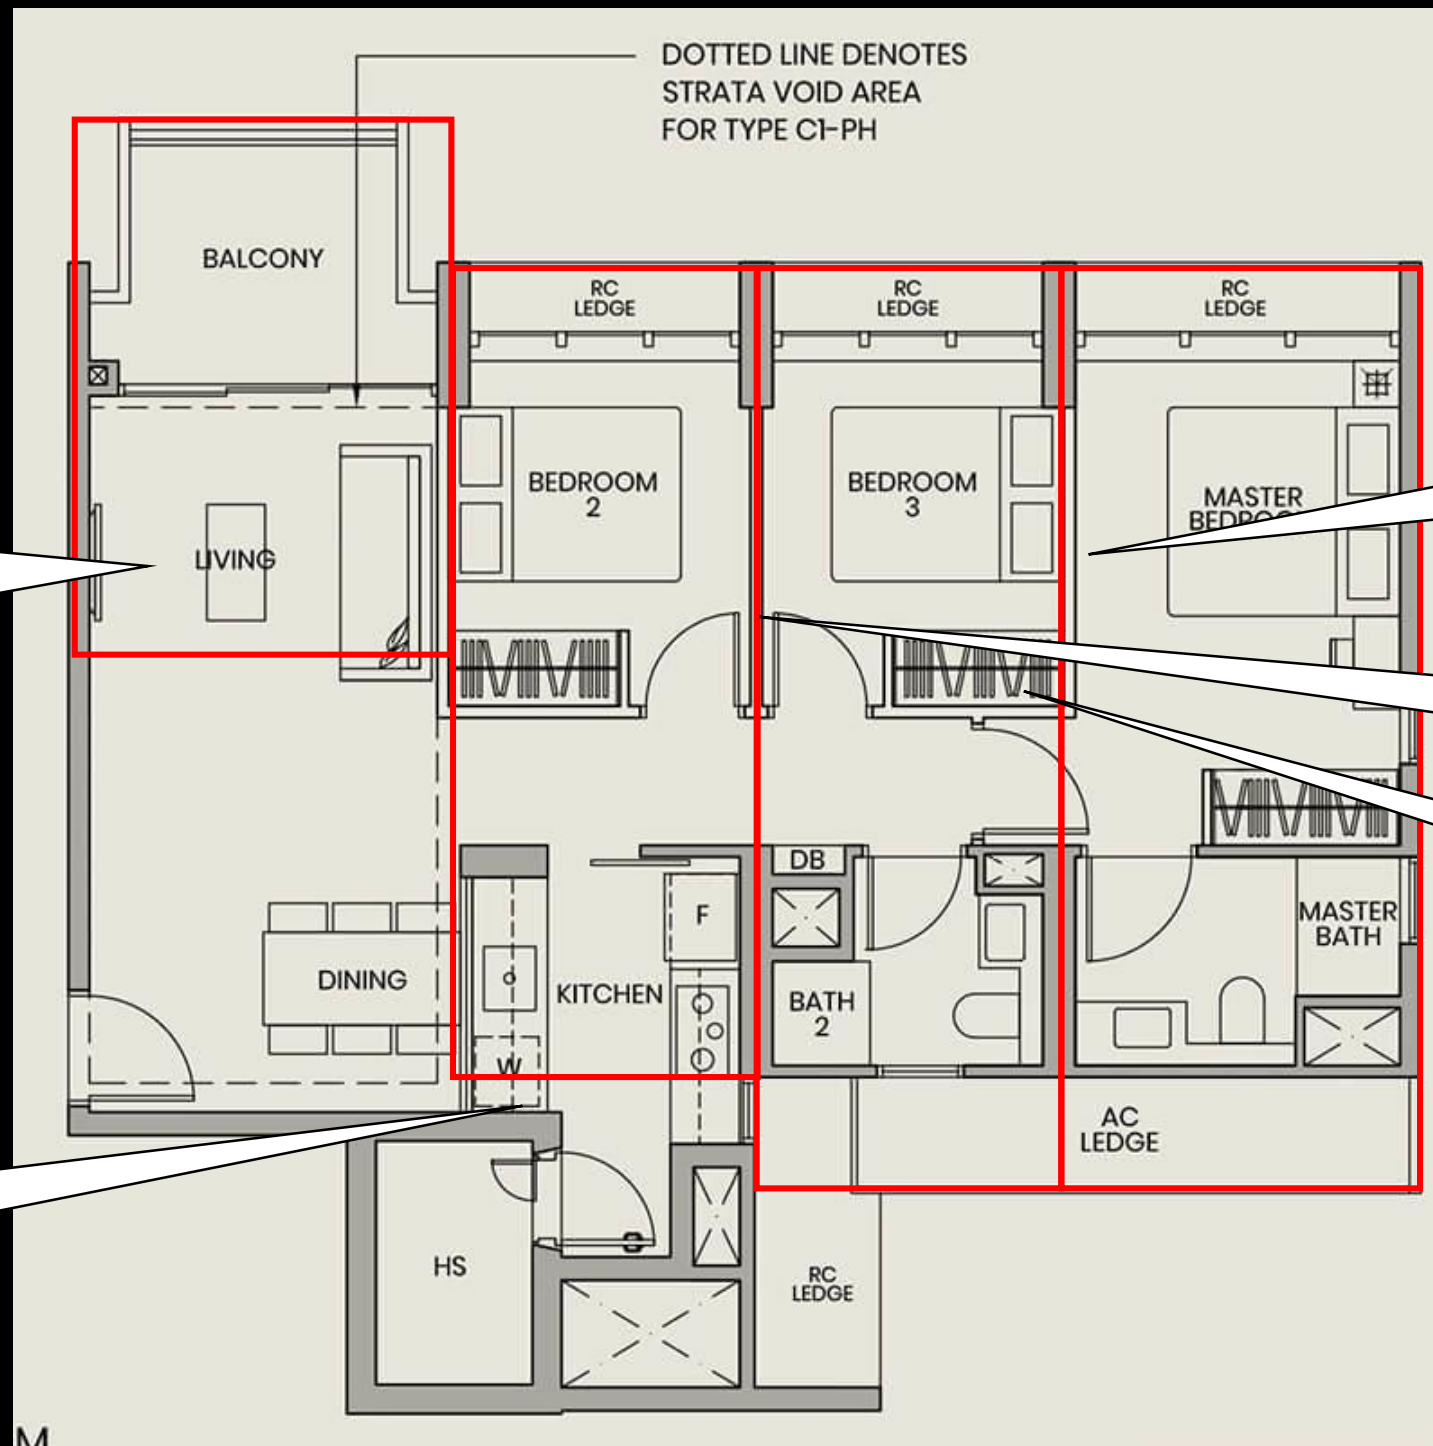 DOTTED LINE DENOTES
STRATA VOID AREA
FOR TYPE C1-PH
BALCONY
RC
LEDGE
RC
LEDGE
RC
LEDGE
BEDROOM
2
BEDROOM
3
MASTER
LIVING
DB
F
MASTER
BATH
DINING
KITCHEN
BATH
2
W
AC
LEDGE
HS
RC
LEDGE
M